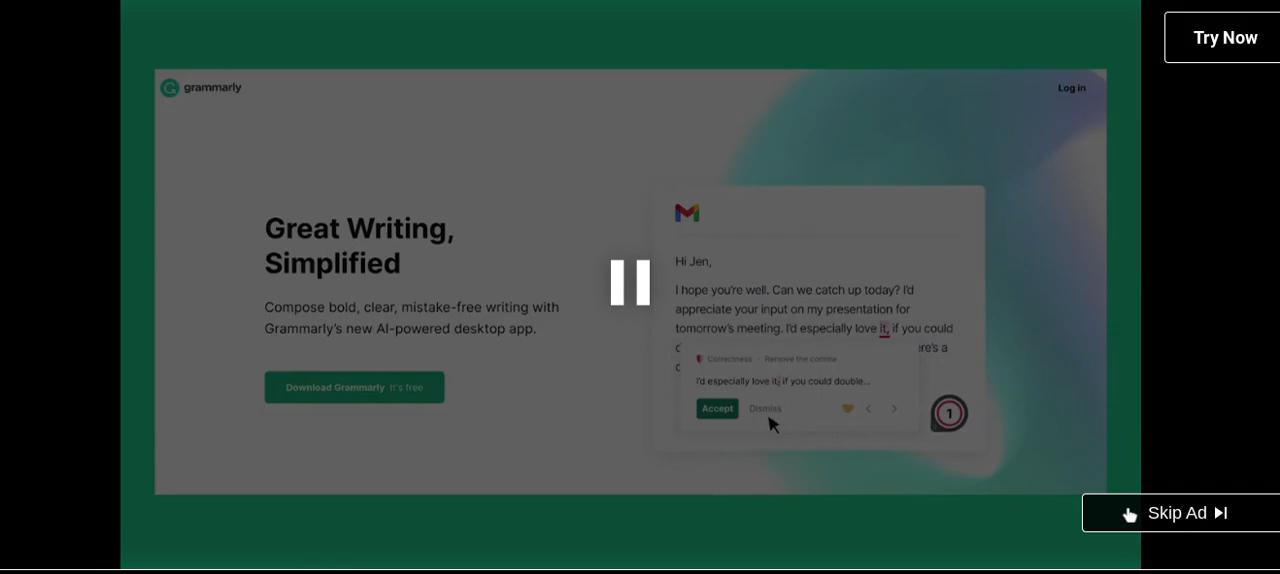 Try Now
grammarly
Log in
Great Writing,
Simplified
Compose bold, clear, mistake-free writing with
Grammarly's new AI-powered desktop app.
Download Grammarly It's free
Hi Jen,
I hope you're well. Can we catch up today? I'd
appreciate your input on my presentation for
tomorrow's meeting. I'd especially love it, if you could
Correctness · Remove the comma
I'd especially love it, if you could double...
Accept Dismiss
1
Skip Ad